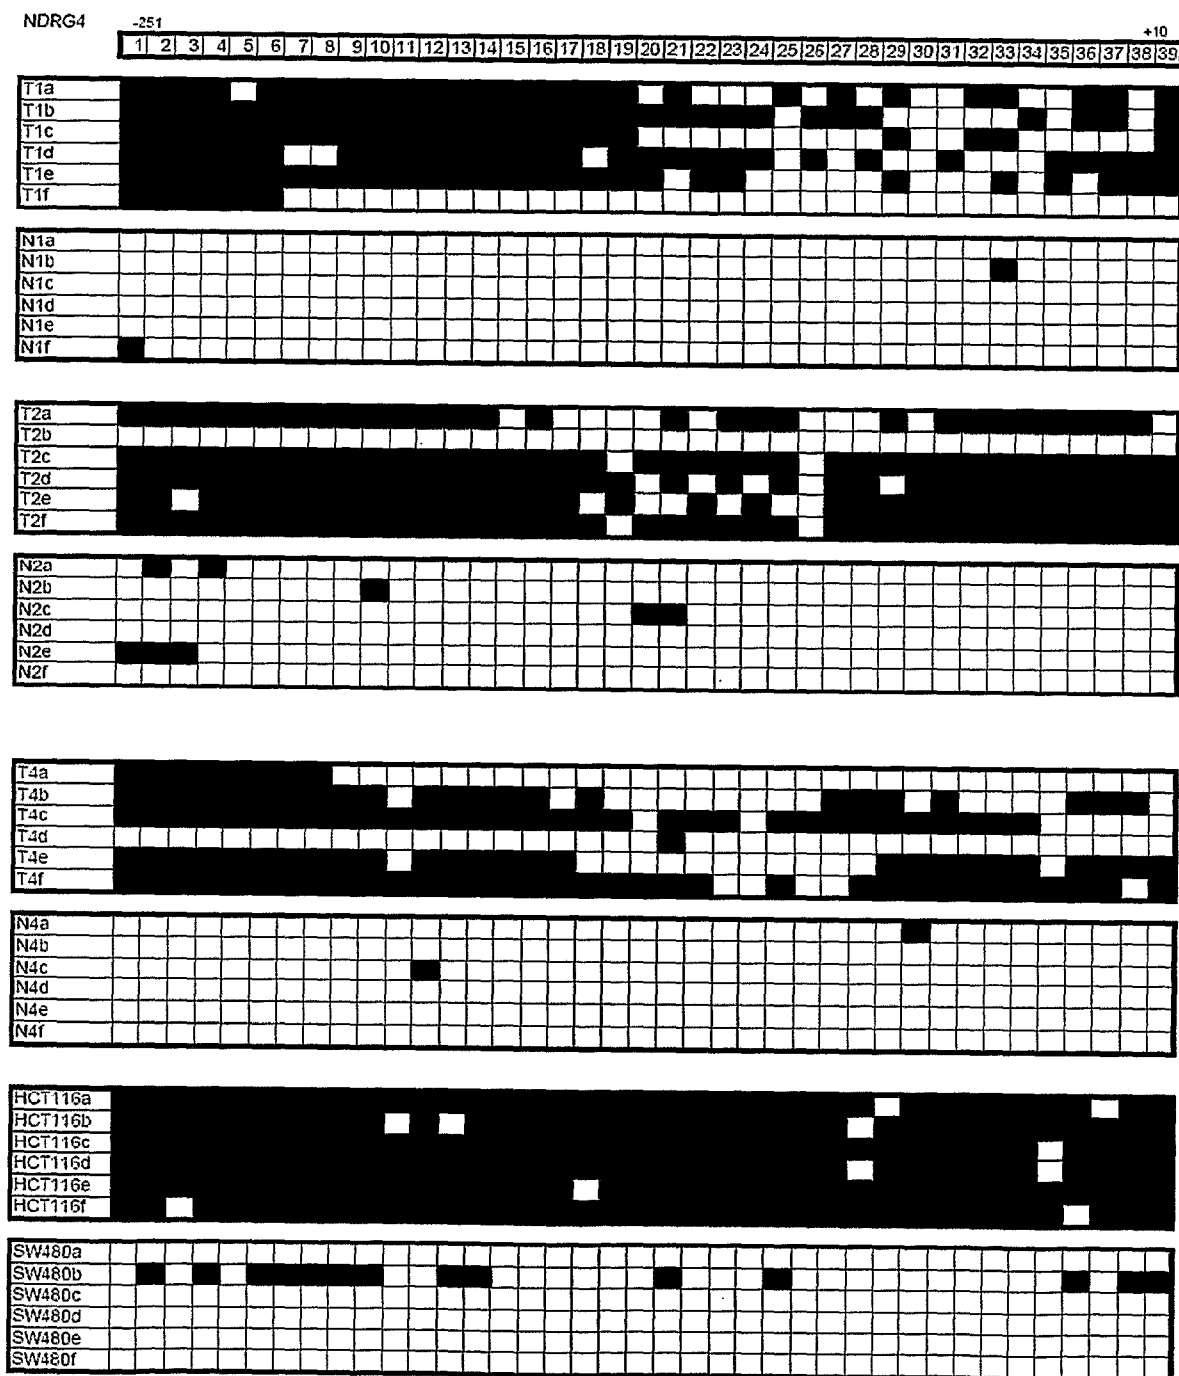 NDRG4
-251
+10
1 2 3 4 5 6 7 8 9 10 11 12 13 14 15 16 17 18 19 20 21 22 23 24 25 26 27 28 29 30 31 32 33 34 35 36 37 38 39
T1a
T1b
T1c
T1d
T1e
T1f
N1a
N1b
N1c
N1d
N1e
N1f
T2a
T2b
T2c
T2d
T2e
T2f
N2a
N2b
N2c
N2d
N2e
N2f
T4a
T4b
T4c
T4d
T4e
T4f
N4a
N4b
N4c
N4d
N4e
N4f
HCT116a
HCT116b
HCT116c
HCT116d
HCT116e
HCT116f
SW480a
SW480b
SW480c
SW480d
SW480e
SW480f